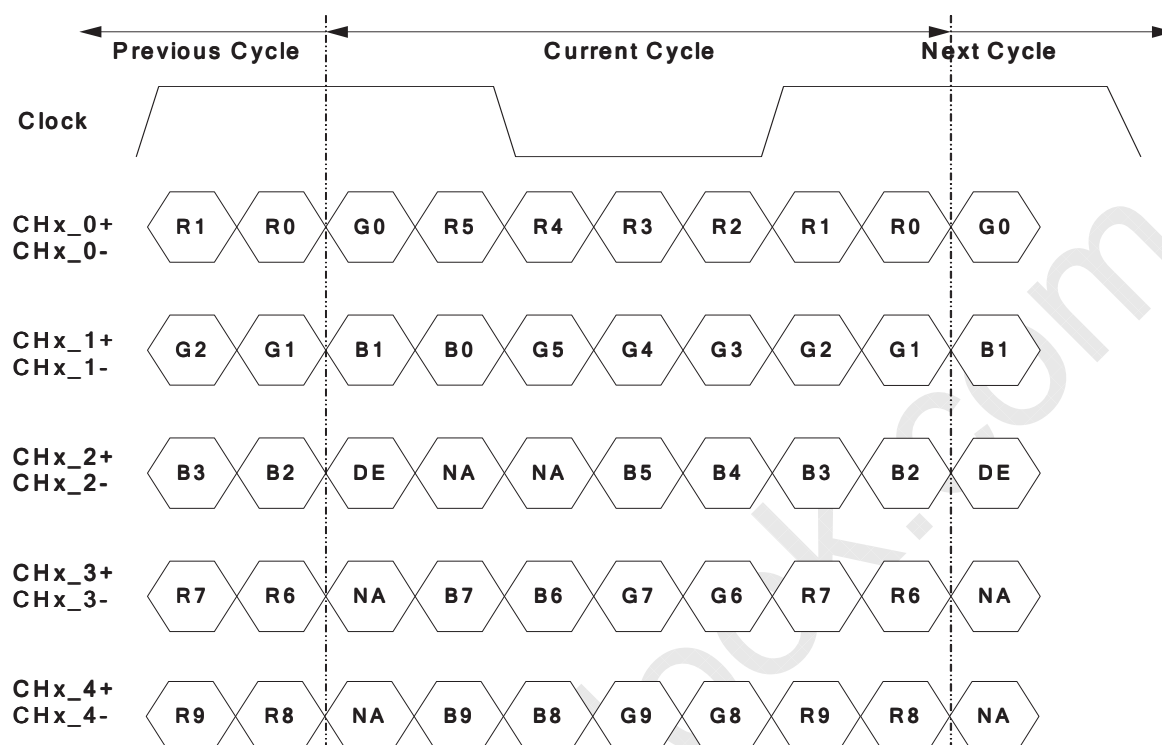 Previous Cycle Current Cycle Next Cycle
Clock
CHx_0+
CHx_0-
R1 R0 G0 R5 R4 R3 R2 R1 R0 G0
CHx_1+
CHx_1-
G2 G1 B1 B0 G5 G4 G3 G2 G1 B1
CHx_2+
CHx_2-
B3 B2 DE NA NA B5 B4 B3 B2 DE
CHx_3+
CHx_3-
R7 R6 NA B7 B6 G7 G6 R7 R6 NA
CHx_4+
CHx_4-
R9 R8 NA B9 B8 G9 G8 R9 R8 NA
look.com